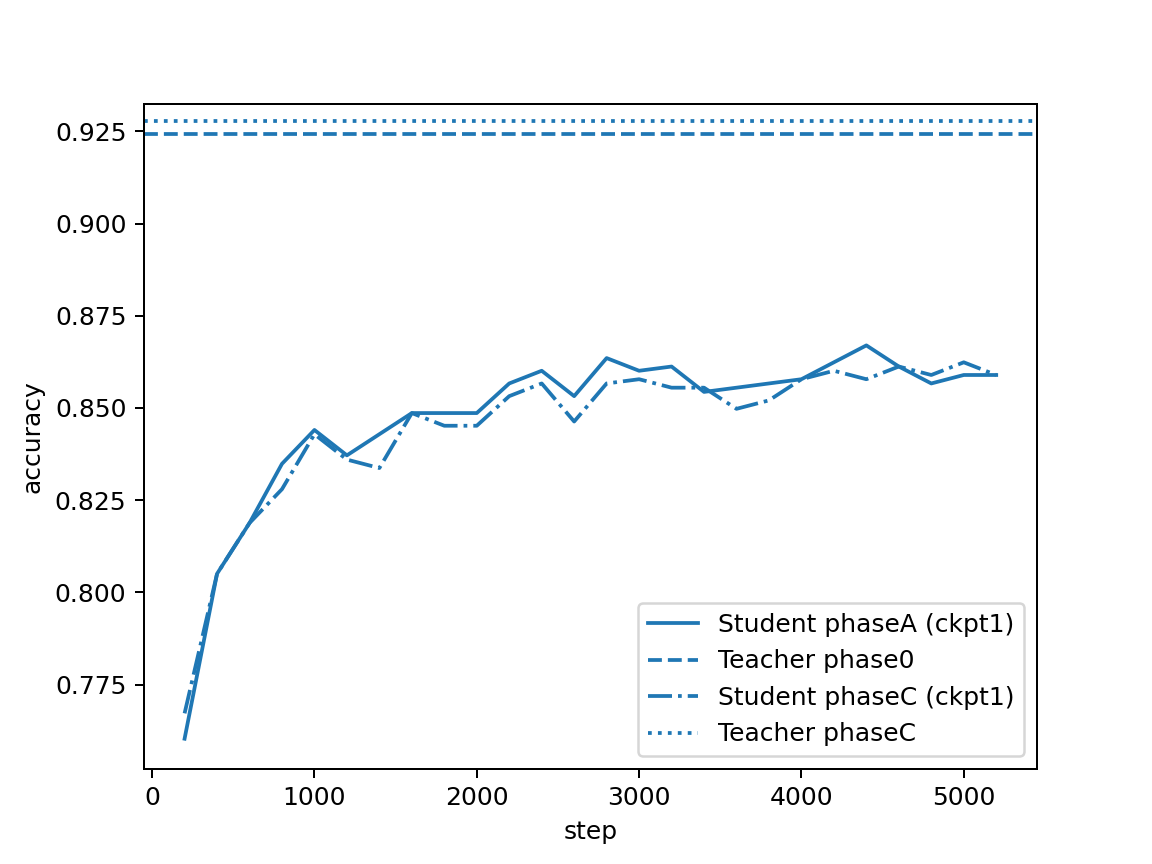 0.925
0.900
0.875
0.850
0.825
0.800
0.775
accuracy
Student phaseA (ckpt1)
Teacher phase0
Student phaseC (ckpt1)
Teacher phaseC
0 1000 2000 3000 4000 5000
step